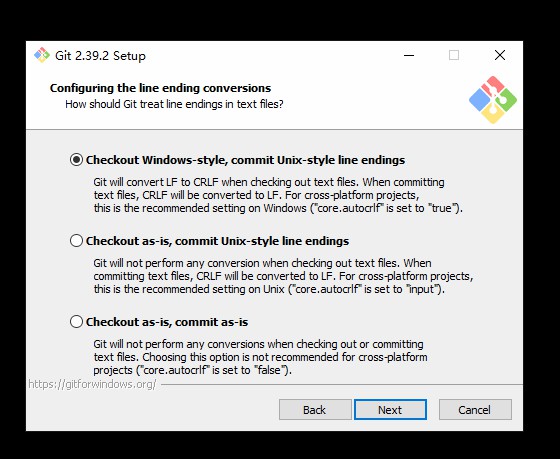 Git 2.39.2 Setup
Configuring the line ending conversions
How should Git treat line endings in text files?
Checkout Windows-style, commit Unix-style line endings
Git will convert LF to CRLF when checking out text files. When committing
text files, CRLF will be converted to LF. For cross-platform projects,
this is the recommended setting on Windows ("core.autocrlf" is set to "true").
Checkout as-is, commit Unix-style line endings
Git will not perform any conversion when checking out text files. When
committing text files, CRLF will be converted to LF. For cross-platform projects,
this is the recommended setting on Unix ("core.autocrlf" is set to "input").
Checkout as-is, commit as-is
Git will not perform any conversions when checking out or committing
text files. Choosing this option is not recommended for cross-platform
projects ("core.autocrlf" is set to "false").
https://gitforwindows.org/
Back Next Cancel